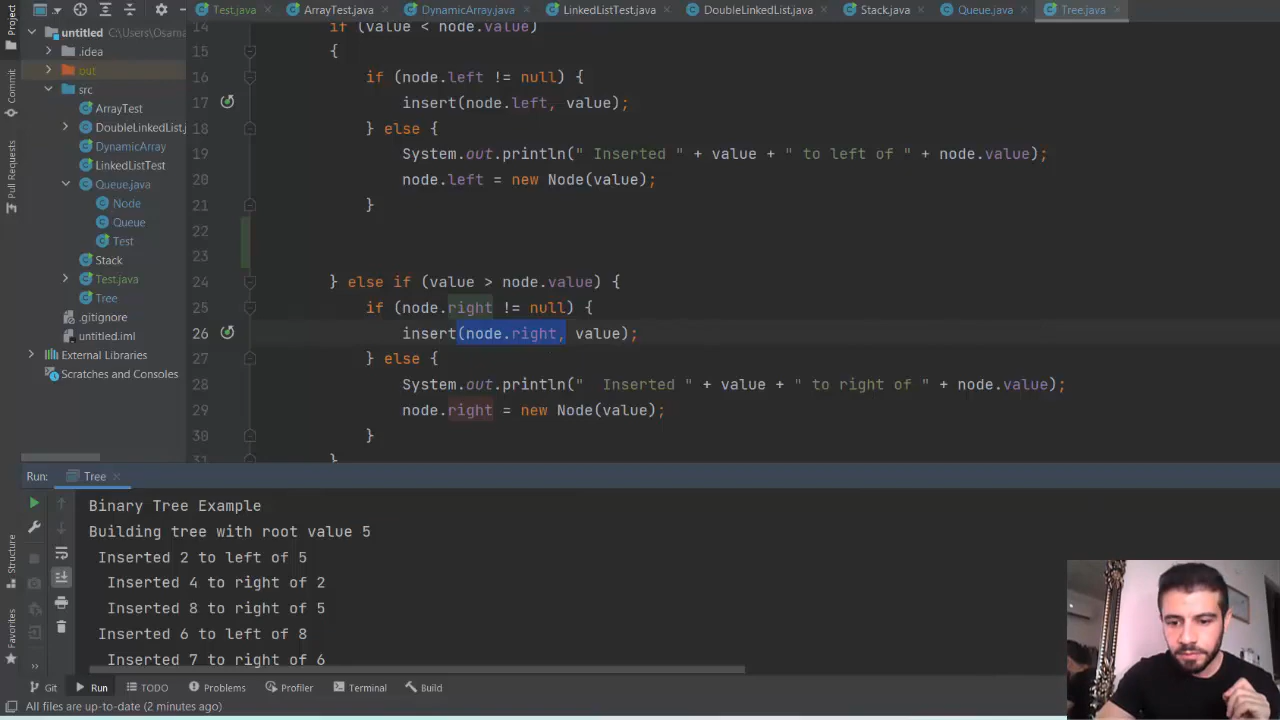 Project
Test.java
ArrayTest.java
DynamicArray.java
LinkedListTest.java
DoubleLinkedList.java
Stack.java
Queue.java
Tree.java
untitled C:\Users\Osama
.idea
out
src
ArrayTest
DoubleLinkedList.j
DynamicArray
LinkedListTest
Queue.java
Node
Queue
Test
Stack
Test.java
Tree
.gitignore
untitled.iml
External Libraries
Scratches and Consoles
Commit
Pull Requests
Structure
Favorites
14 if (value < node.value)
15 {
16 if (node.left != null) {
17 insert(node.left, value);
18 } else {
19 System.out.println(" Inserted " + value + " to left of " + node.value);
20 node.left = new Node(value);
21 }
22
23
24 } else if (value > node.value) {
25 if (node.right != null) {
26 insert(node.right, value);
27 } else {
28 System.out.println("  Inserted " + value + " to right of " + node.value);
29 node.right = new Node(value);
30 }
31 }
Run: Tree
Binary Tree Example
Building tree with root value 5
Inserted 2 to left of 5
Inserted 4 to right of 2
Inserted 8 to right of 5
Inserted 6 to left of 8
Inserted 7 to right of 6
Git Run TODO Problems Profiler Terminal Build
All files are up-to-date (2 minutes ago)